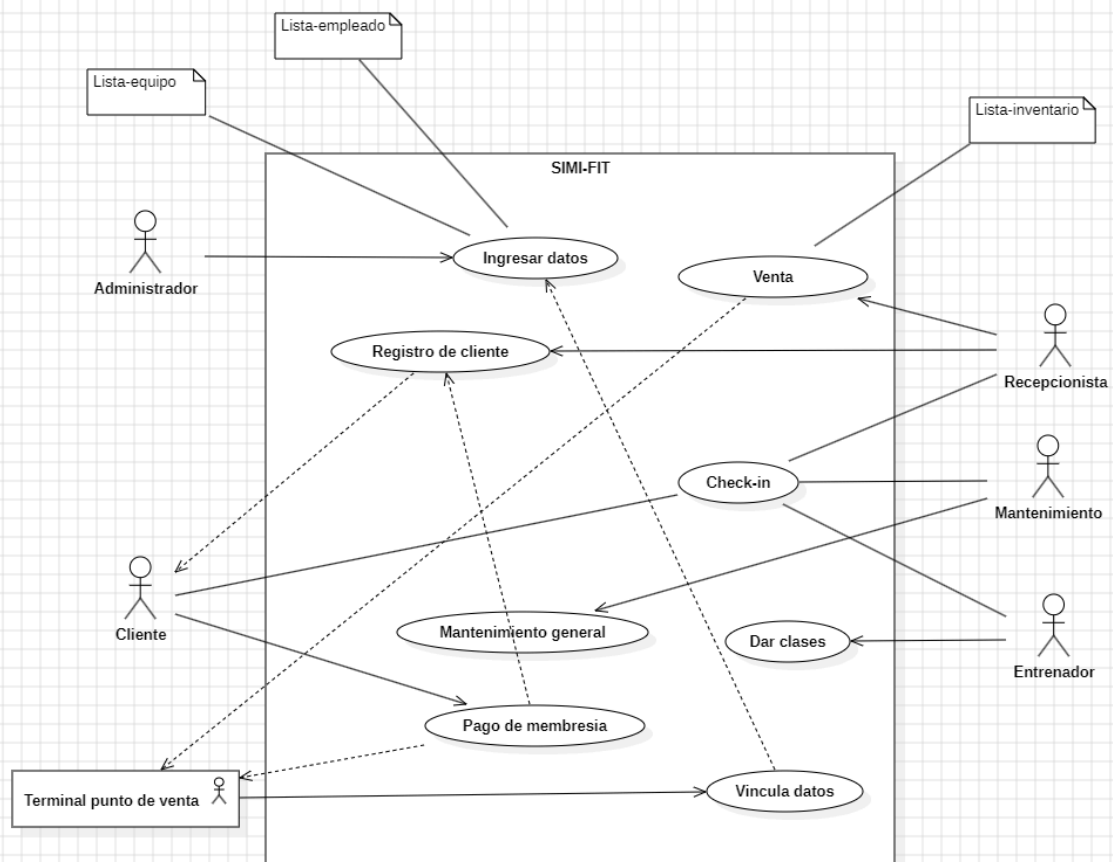 Lista-empleado
Lista-equipo
Lista-inventario
SIMI-FIT
Administrador
Ingresar datos
Venta
Registro de cliente
Recepcionista
Check-in
Mantenimiento
Cliente
Mantenimiento general
Dar clases
Entrenador
Pago de membresia
Terminal punto de venta
Vincula datos